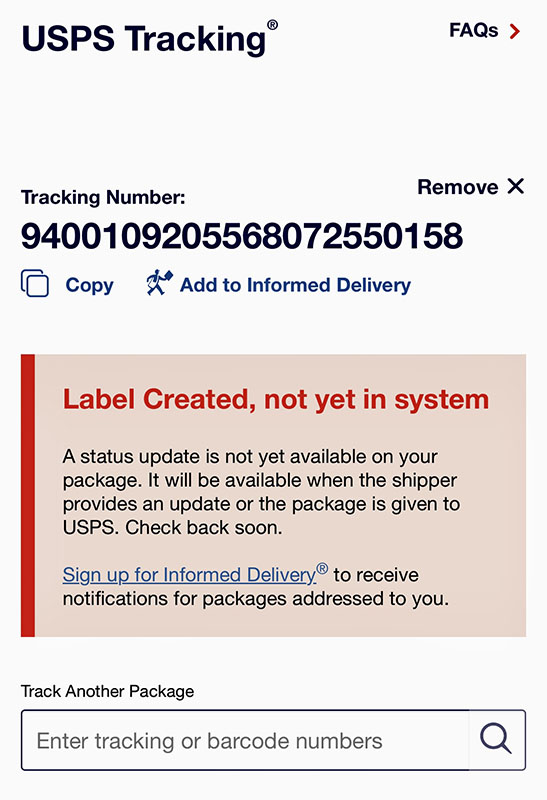 USPS Tracking®
FAQs
Remove
Tracking Number:
9400109205568072550158
Copy
Add to Informed Delivery
Label Created, not yet in system
A status update is not yet available on your
package. It will be available when the shipper
provides an update or the package is given to
USPS. Check back soon.
Sign up for Informed Delivery® to receive
notifications for packages addressed to you.
Track Another Package
Enter tracking or barcode numbers